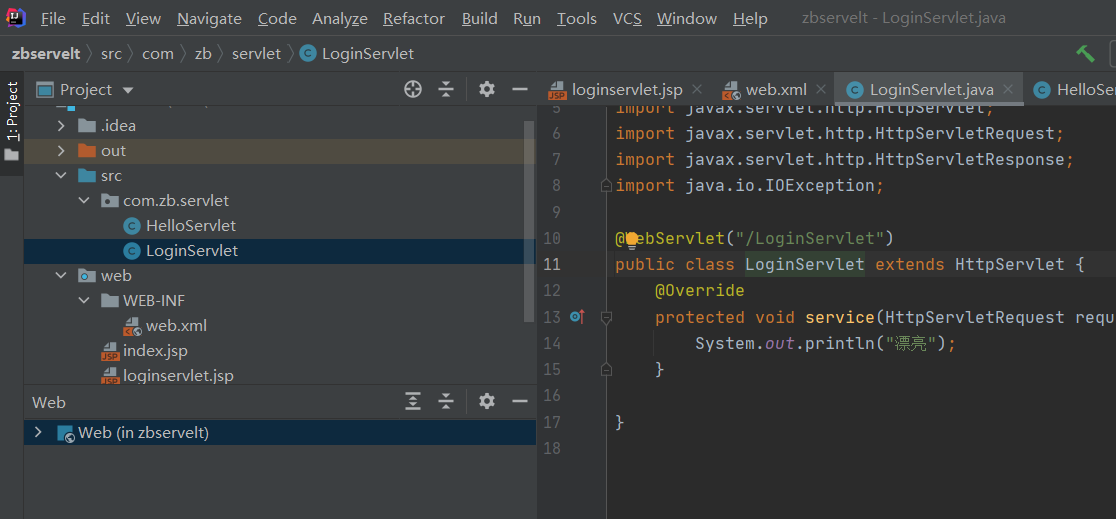 File Edit View Navigate Code Analyze Refactor Build Run Tools VCS Window Help zbservelt - LoginServlet.java
zbservelt src com zb servlet LoginServlet
1: Project
Project
loginservlet.jsp web.xml LoginServlet.java HelloSer
.idea
out
src
com.zb.servlet
HelloServlet
LoginServlet
web
WEB-INF
web.xml
index.jsp
loginservlet.jsp
Web
Web (in zbservelt)
5 import javax.servlet.http.HttpServlet;
6 import javax.servlet.http.HttpServletRequest;
7 import javax.servlet.http.HttpServletResponse;
8 import java.io.IOException;
9
10 @WebServlet("/LoginServlet")
11 public class LoginServlet extends HttpServlet {
12 @Override
13 protected void service(HttpServletRequest requ
14 System.out.println("漂亮");
15 }
16
17 }
18